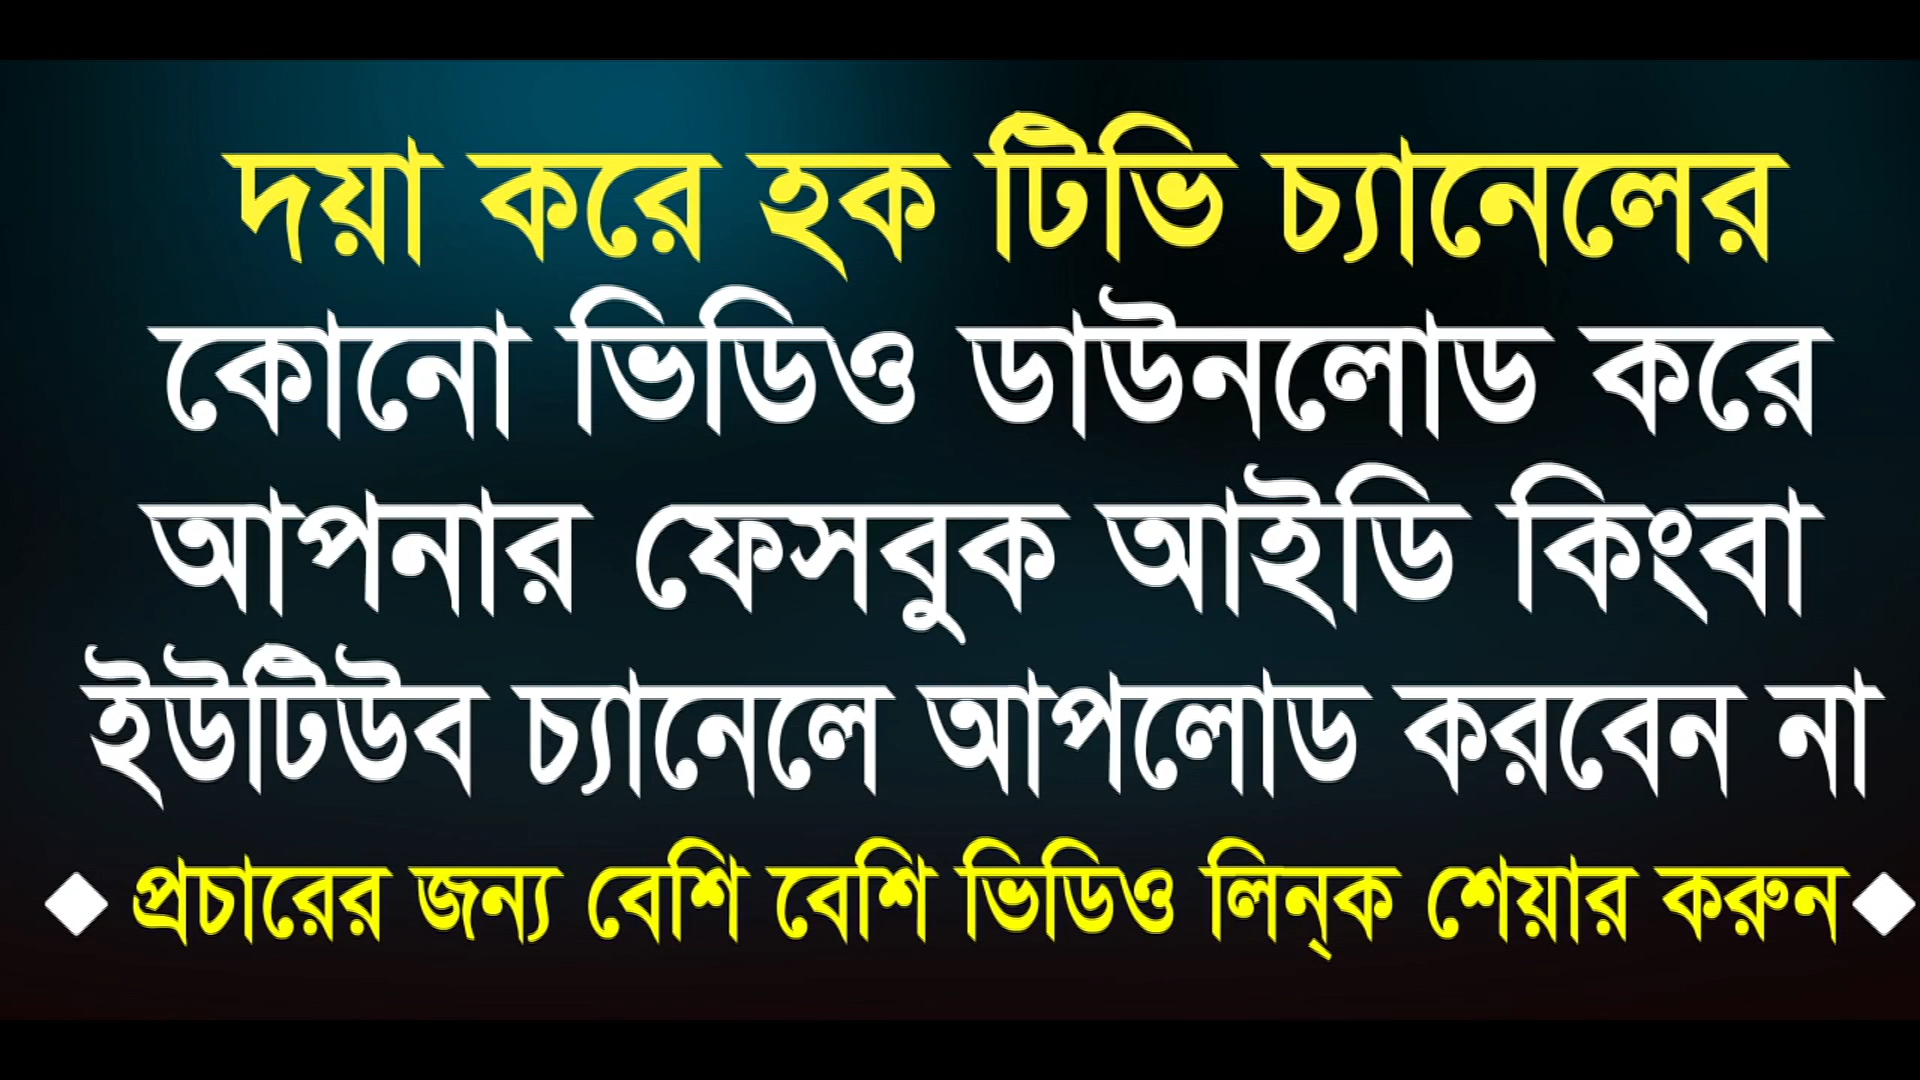 দয়া করে হক টিভি চ্যানেলের
কোনো ভিডিও ডাউনলোড করে
আপনার ফেসবুক আইডি কিংবা
ইউটিউব চ্যানেলে আপলোড করবেন না
প্রচারের জন্য বেশি বেশি ভিডিও লিন্‌ক শেয়ার করুন